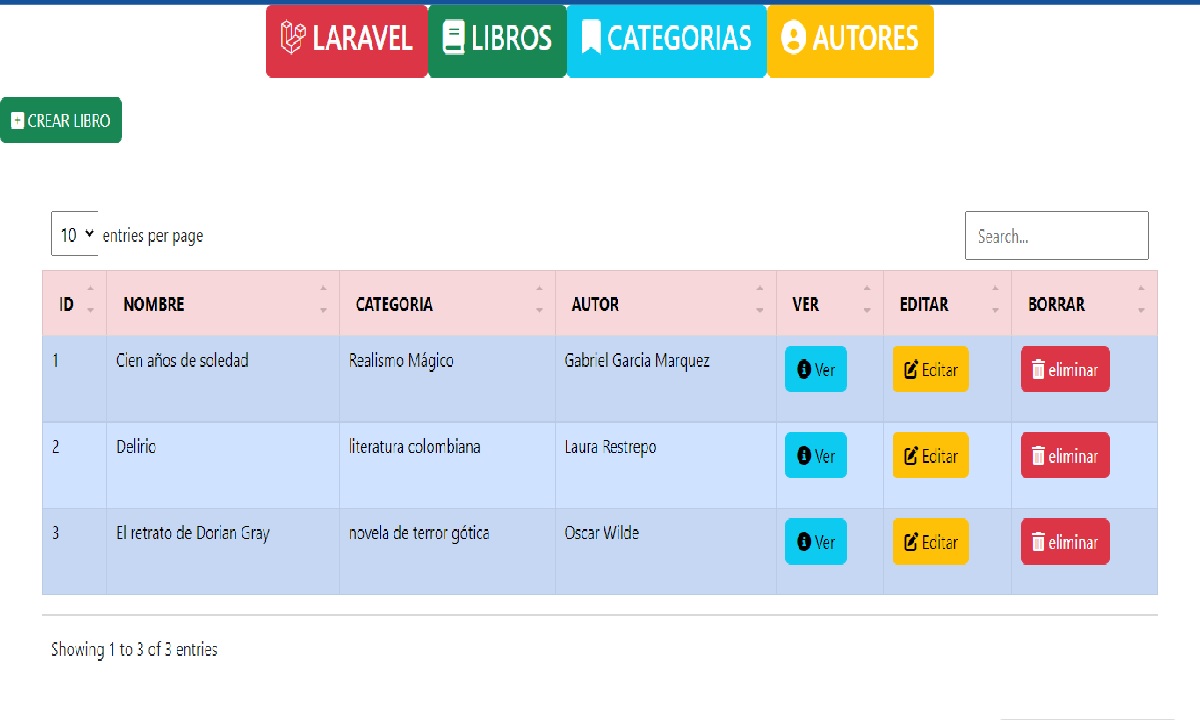 LARAVEL LIBROS CATEGORIAS AUTORES
CREAR LIBRO
10 entries per page Search...
ID NOMBRE CATEGORIA AUTOR VER EDITAR BORRAR
1 Cien años de soledad Realismo Mágico Gabriel Garcia Marquez Ver Editar eliminar
2 Delirio literatura colombiana Laura Restrepo Ver Editar eliminar
3 El retrato de Dorian Gray novela de terror gótica Oscar Wilde Ver Editar eliminar
Showing 1 to 3 of 3 entries